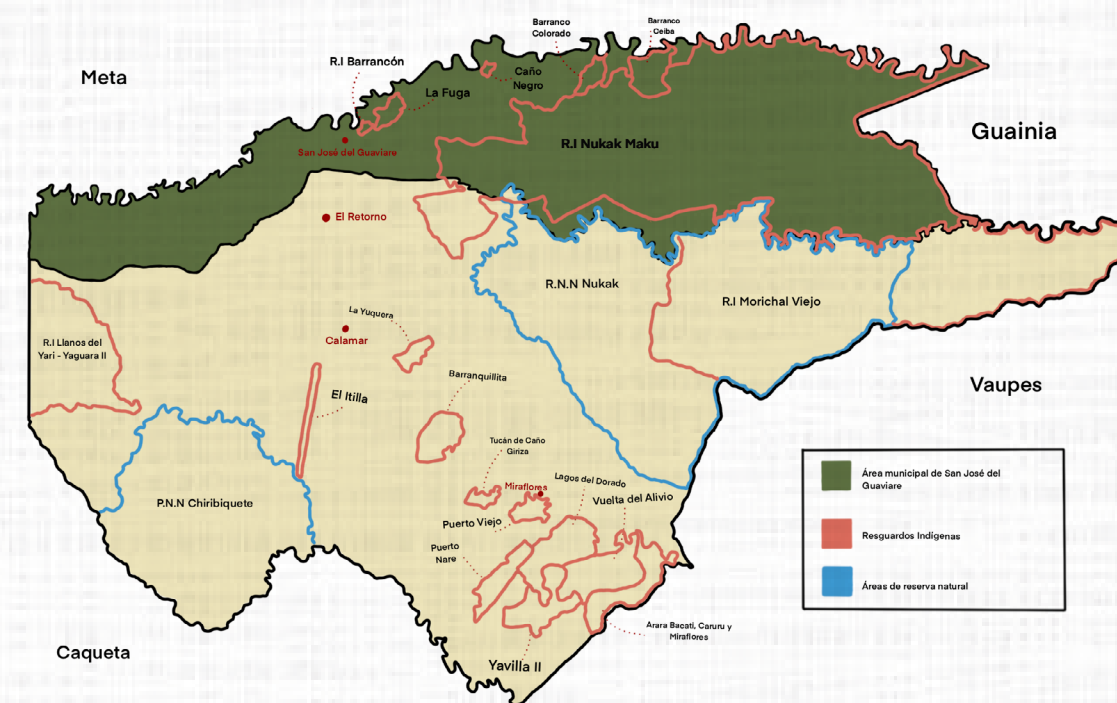 Barranco
Colorado
Barranco
Ceiba
Meta
R.I Barrancón
Caño
Negro
La Fuga
Guainia
R.I Nukak Maku
San José del Guaviare
El Retorno
R.N.N Nukak
R.I Morichal Viejo
La Yuquera
Calamar
R.I Llanos del
Yari - Yaguara II
Barranquillita
Vaupes
El Itilla
Tucán de Caño
Giriza
Lagos del Dorado
Miraflores
Vuelta del Alivio
P.N.N Chiribiquete
Puerto Viejo
Puerto
Nare
Área municipal de San José del
Guaviare
Resguardos Indígenas
Áreas de reserva natural
Arara Bacati, Caruru y
Miraflores
Caqueta
Yavilla II